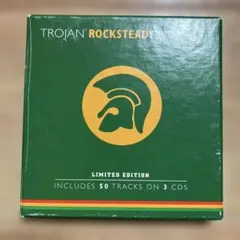 TROJAN ROCKSTEADY
LIMITED EDITION
INCLUDES 50 TRACKS ON 3 CDS